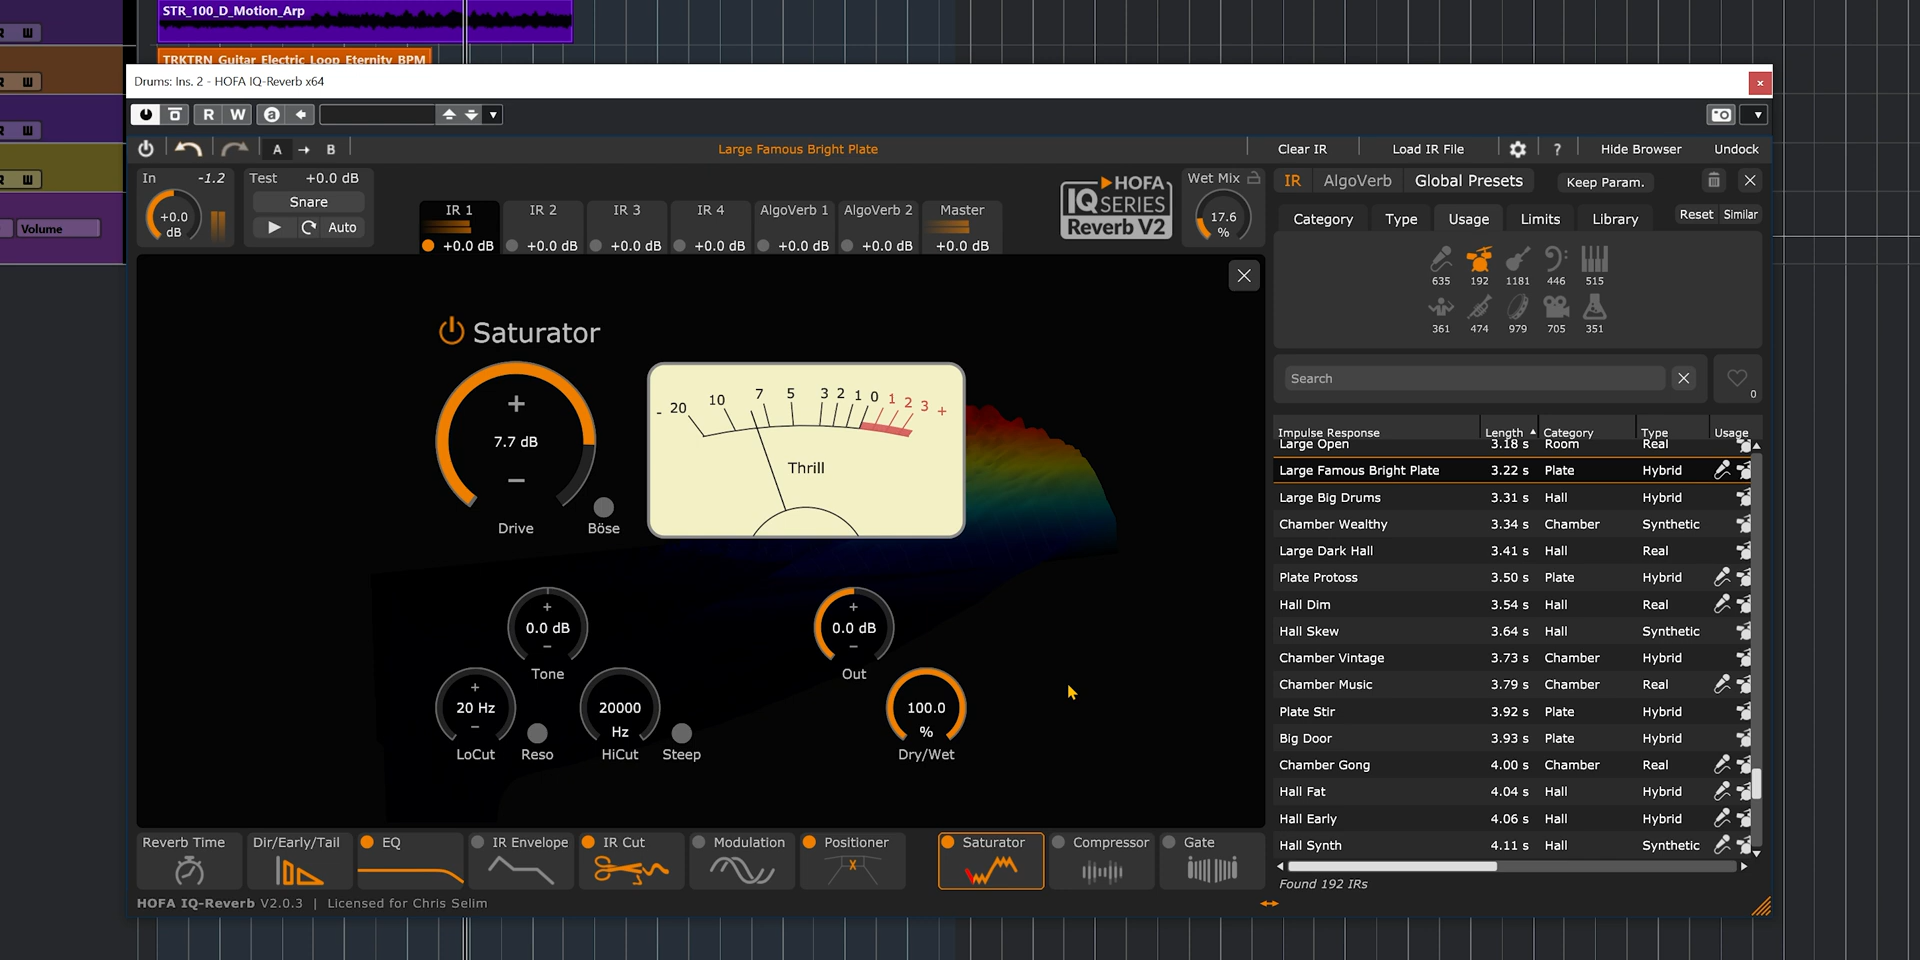 STR_100_D_Motion_Arp
R W
TRKTRN Guitar Electric Loop Eternity BPM
R W
R W
R W
Volume
Drums: Ins. 2 - HOFA IQ-Reverb x64
R W a
A → B
Large Famous Bright Plate
Clear IR
Load IR File
?
Hide Browser
Undock
In -1.2
+0.0
dB
Test +0.0 dB
Snare
Auto
IR 1
+0.0 dB
IR 2
+0.0 dB
IR 3
+0.0 dB
IR 4
+0.0 dB
AlgoVerb 1
+0.0 dB
AlgoVerb 2
+0.0 dB
Master
+0.0 dB
HOFA
IQ SERIES
Reverb V2
Wet Mix
17.6
%
IR AlgoVerb Global Presets Keep Param.
Category Type Usage Limits Library Reset Similar
635 192 1181 446 515
361 474 979 705 351
Search
0
Saturator
+
7.7 dB
−
Drive
Böse
- 20 10 7 5 3 2 1 0 1 2 3 +
Thrill
+
0.0 dB
−
Tone
+
20 Hz
−
LoCut
Reso
20000
Hz
HiCut
Steep
+
0.0 dB
−
Out
100.0
%
Dry/Wet
Impulse Response Length Category Type Usage
Large Open 3.18 s Room Real
Large Famous Bright Plate 3.22 s Plate Hybrid
Large Big Drums 3.31 s Hall Hybrid
Chamber Wealthy 3.34 s Chamber Synthetic
Large Dark Hall 3.41 s Hall Real
Plate Protoss 3.50 s Plate Hybrid
Hall Dim 3.54 s Hall Real
Hall Skew 3.64 s Hall Synthetic
Chamber Vintage 3.73 s Chamber Hybrid
Chamber Music 3.79 s Chamber Real
Plate Stir 3.92 s Plate Hybrid
Big Door 3.93 s Plate Hybrid
Chamber Gong 4.00 s Chamber Real
Hall Fat 4.04 s Hall Hybrid
Hall Early 4.06 s Hall Hybrid
Hall Synth 4.11 s Hall Synthetic
Found 192 IRs
Reverb Time
Dir/Early/Tail
EQ
IR Envelope
IR Cut
Modulation
Positioner
Saturator
Compressor
Gate
HOFA IQ-Reverb V2.0.3 | Licensed for Chris Selim